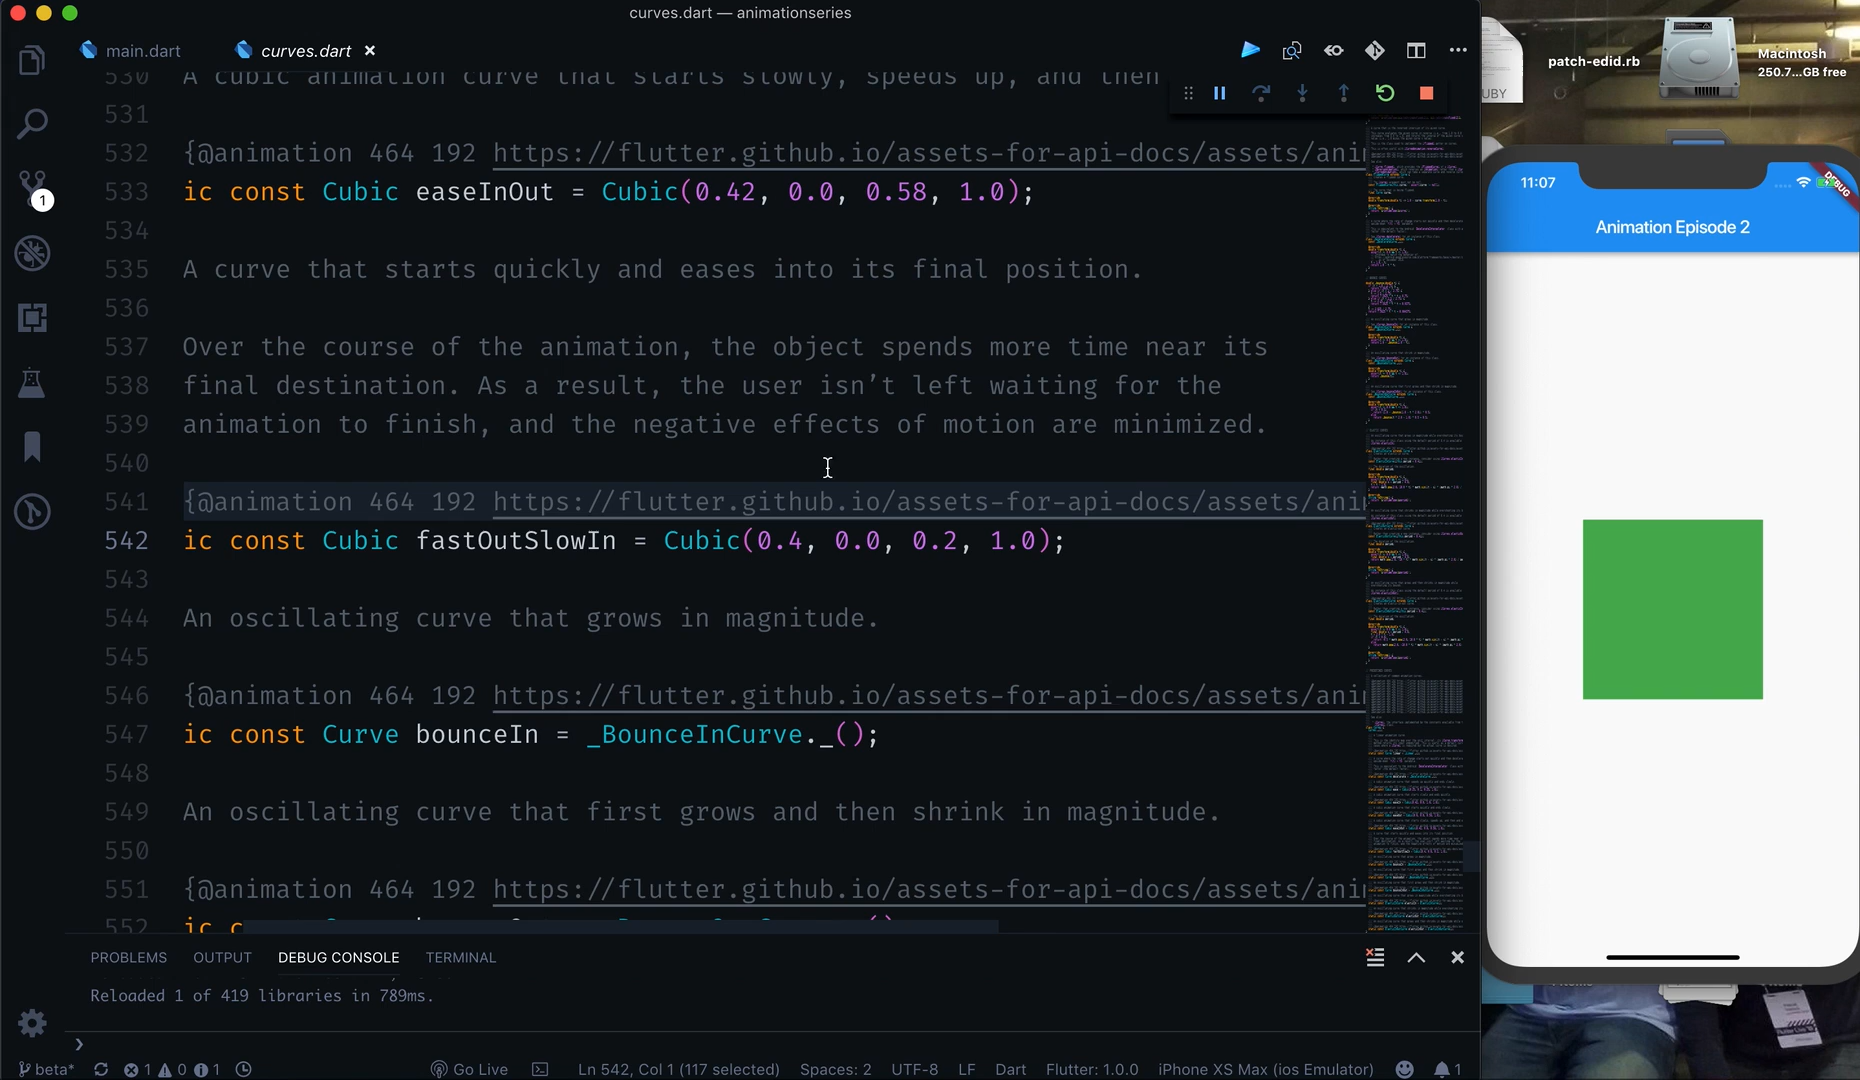 curves.dart — animationseries
main.dart
curves.dart
530 A cubic animation curve that starts slowly, speeds up, and then
531
532 {@animation 464 192 https://flutter.github.io/assets-for-api-docs/assets/ani
533 ic const Cubic easeInOut = Cubic(0.42, 0.0, 0.58, 1.0);
534
535 A curve that starts quickly and eases into its final position.
536
537 Over the course of the animation, the object spends more time near its
538 final destination. As a result, the user isn’t left waiting for the
539 animation to finish, and the negative effects of motion are minimized.
540
541 {@animation 464 192 https://flutter.github.io/assets-for-api-docs/assets/ani
542 ic const Cubic fastOutSlowIn = Cubic(0.4, 0.0, 0.2, 1.0);
543
544 An oscillating curve that grows in magnitude.
545
546 {@animation 464 192 https://flutter.github.io/assets-for-api-docs/assets/ani
547 ic const Curve bounceIn = _BounceInCurve._();
548
549 An oscillating curve that first grows and then shrink in magnitude.
550
551 {@animation 464 192 https://flutter.github.io/assets-for-api-docs/assets/ani
552 ic c
1
PROBLEMS OUTPUT DEBUG CONSOLE TERMINAL
Reloaded 1 of 419 libraries in 789ms.
beta* 1 0 1 Go Live Ln 542, Col 1 (117 selected) Spaces: 2 UTF-8 LF Dart Flutter: 1.0.0 iPhone XS Max (ios Emulator) 1
patch-edid.rb
UBY
Macintosh
250.7...GB free
11:07
DEBUG
Animation Episode 2